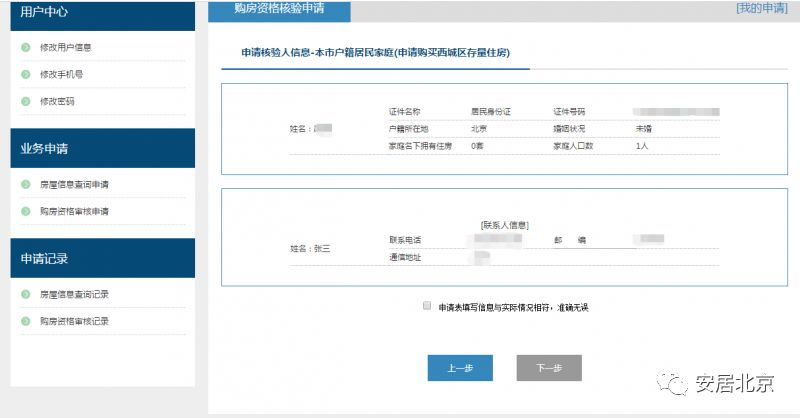 用户中心
修改用户信息
修改手机号
修改密码
业务申请
房屋信息查询申请
购房资格审核申请
申请记录
房屋信息查询记录
购房资格审核记录
购房资格核验申请
[我的申请]
申请核验人信息-本市户籍居民家庭(申请购买西城区存量住房)
证件名称 居民身份证 证件号码
姓名：
户籍所在地 北京 婚姻状况 未婚
家庭名下拥有住房 0套 家庭人口数 1人
[联系人信息]
姓名：张三
联系电话 邮 编
通信地址
申请表填写信息与实际情况相符，准确无误
上一步 下一步
安居北京